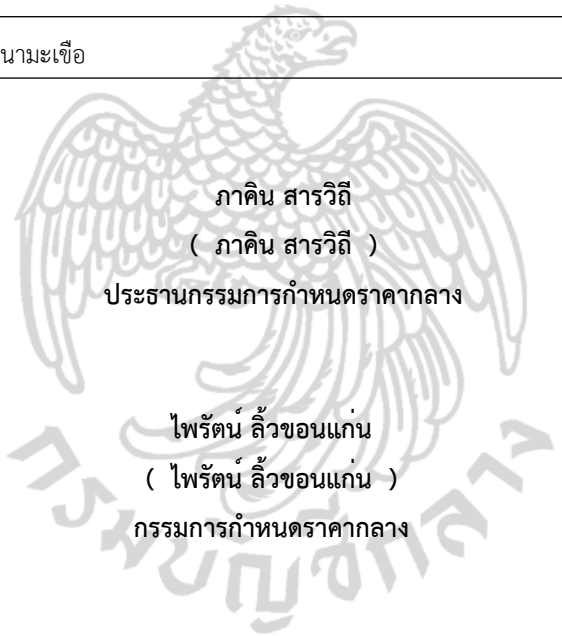 นามะเขือ
ภาคิน สารวิถี
( ภาคิน สารวิถี )
ประธานกรรมการกำหนดราคากลาง
ไพรัตน์ ลิ้วขอนแก่น
( ไพรัตน์ ลิ้วขอนแก่น )
กรรมการกำหนดราคากลาง
กรมบัญชีกลาง